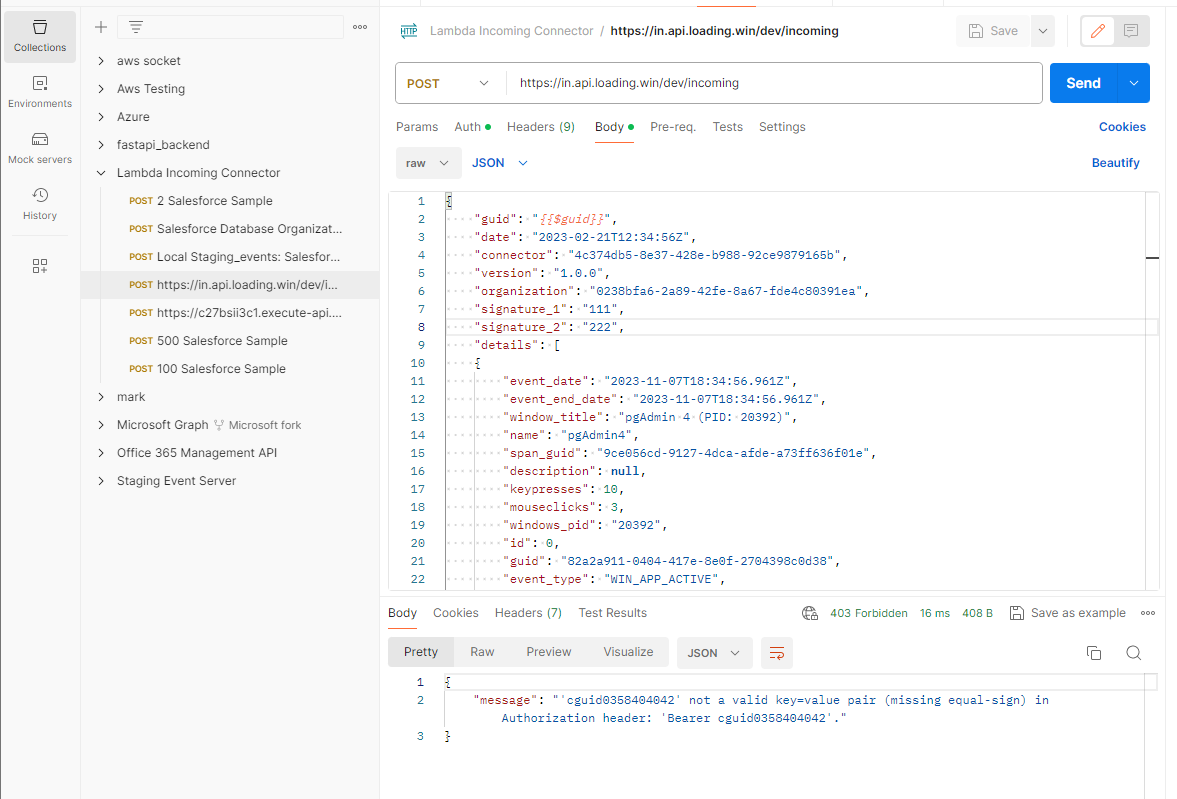 Collections
Environments
Mock servers
History
aws socket
Aws Testing
Azure
fastapi_backend
Lambda Incoming Connector
POST 2 Salesforce Sample
POST Salesforce Database Organizat...
POST Local Staging_events: Salesfor...
POST https://in.api.loading.win/dev/i...
POST https://c27bsii3c1.execute-api....
POST 500 Salesforce Sample
POST 100 Salesforce Sample
mark
Microsoft Graph Microsoft fork
Office 365 Management API
Staging Event Server
HTTP Lambda Incoming Connector / https://in.api.loading.win/dev/incoming
Save
POST https://in.api.loading.win/dev/incoming
Send
Params Auth Headers (9) Body Pre-req. Tests Settings Cookies
raw JSON Beautify
1 {
2 "guid": "{{$guid}}",
3 "date": "2023-02-21T12:34:56Z",
4 "connector": "4c374db5-8e37-428e-b988-92ce9879165b",
5 "version": "1.0.0",
6 "organization": "0238bfa6-2a89-42fe-8a67-fde4c80391ea",
7 "signature_1": "111",
8 "signature_2": "222",
9 "details": [
10 {
11 "event_date": "2023-11-07T18:34:56.961Z",
12 "event_end_date": "2023-11-07T18:34:56.961Z",
13 "window_title": "pgAdmin 4 (PID: 20392)",
14 "name": "pgAdmin4",
15 "span_guid": "9ce056cd-9127-4dca-afde-a73ff636f01e",
16 "description": null,
17 "keypresses": 10,
18 "mouseclicks": 3,
19 "windows_pid": "20392",
20 "id": 0,
21 "guid": "82a2a911-0404-417e-8e0f-2704398c0d38",
22 "event_type": "WIN_APP_ACTIVE",
Body Cookies Headers (7) Test Results 403 Forbidden 16 ms 408 B Save as example
Pretty Raw Preview Visualize JSON
1 {
2 "message": "'cguid0358404042' not a valid key=value pair (missing equal-sign) in
Authorization header: 'Bearer cguid0358404042'."
3 }